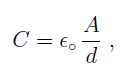 C = ϵ∘ A/d ,